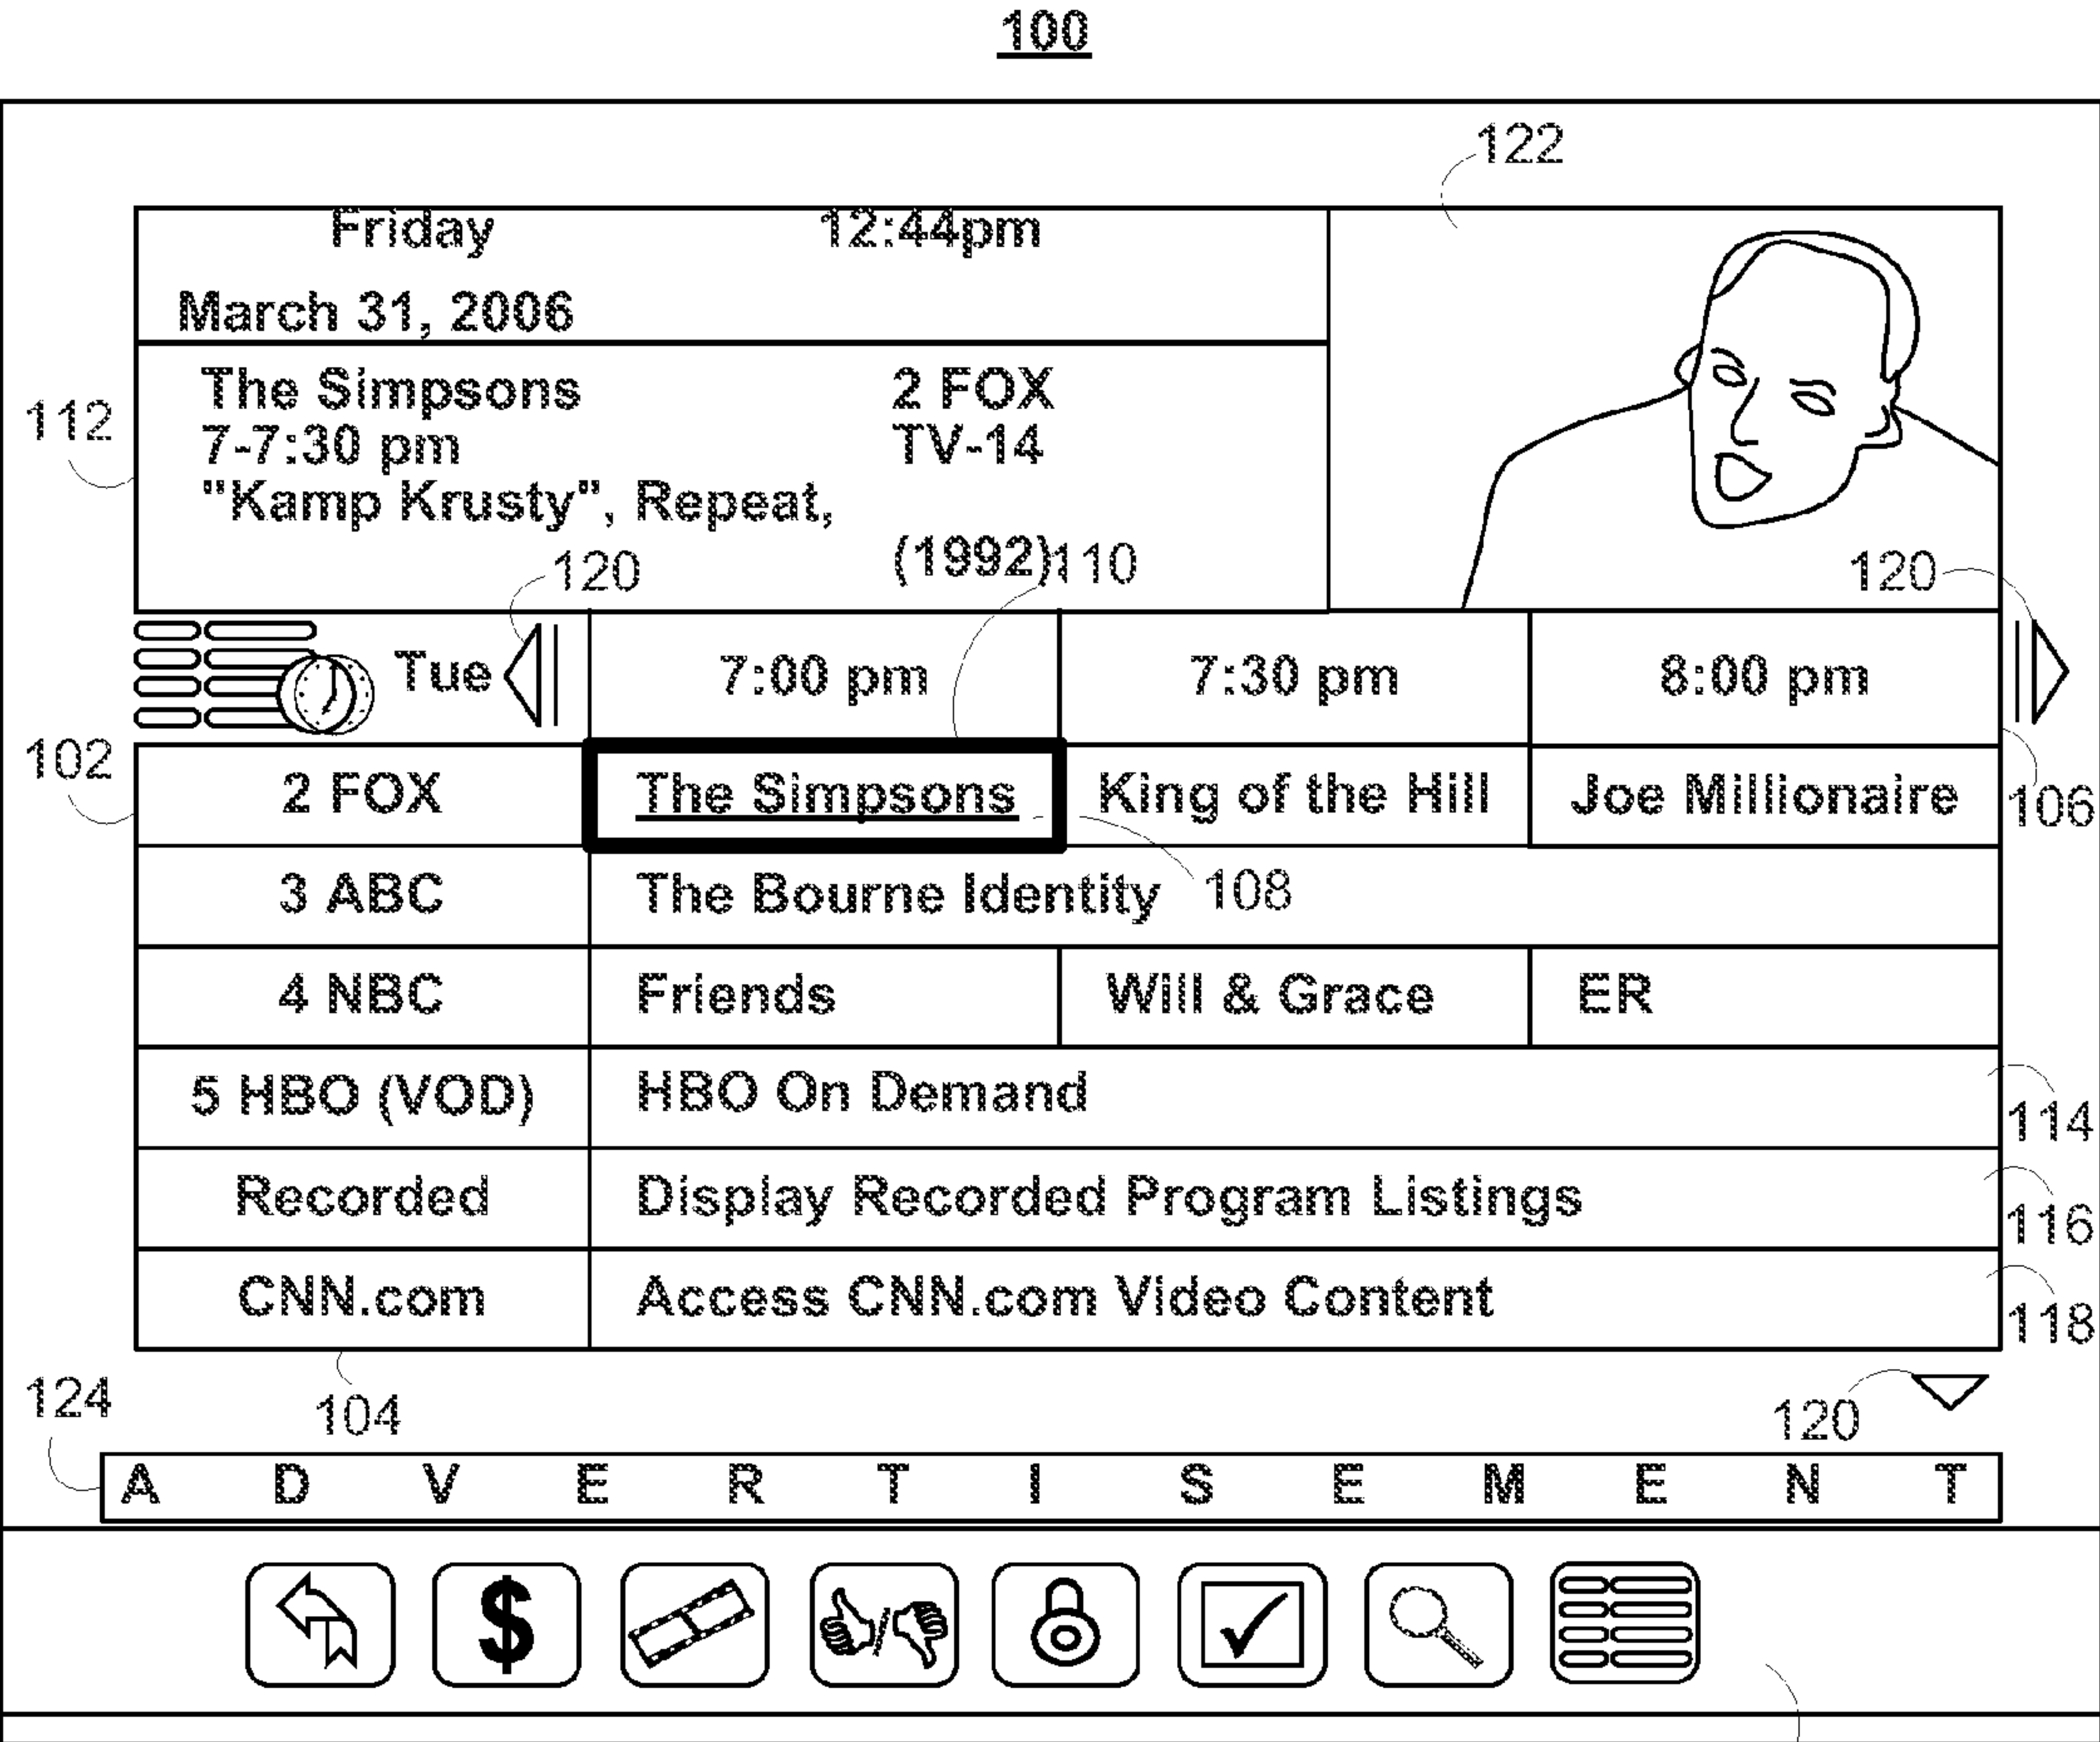 100
122
Friday 12:44pm
March 31, 2006
112
The Simpsons 2 FOX
7-7:30 pm TV-14
"Kamp Krusty", Repeat,
(1992) 110
120 120
Tue 7:00 pm 7:30 pm 8:00 pm
102
2 FOX The Simpsons King of the Hill Joe Millionaire
106
3 ABC The Bourne Identity 108
4 NBC Friends Will & Grace ER
5 HBO (VOD) HBO On Demand
114
Recorded Display Recorded Program Listings
116
CNN.com Access CNN.com Video Content
118
124 104 120
A D V E R T I S E M E N T
$